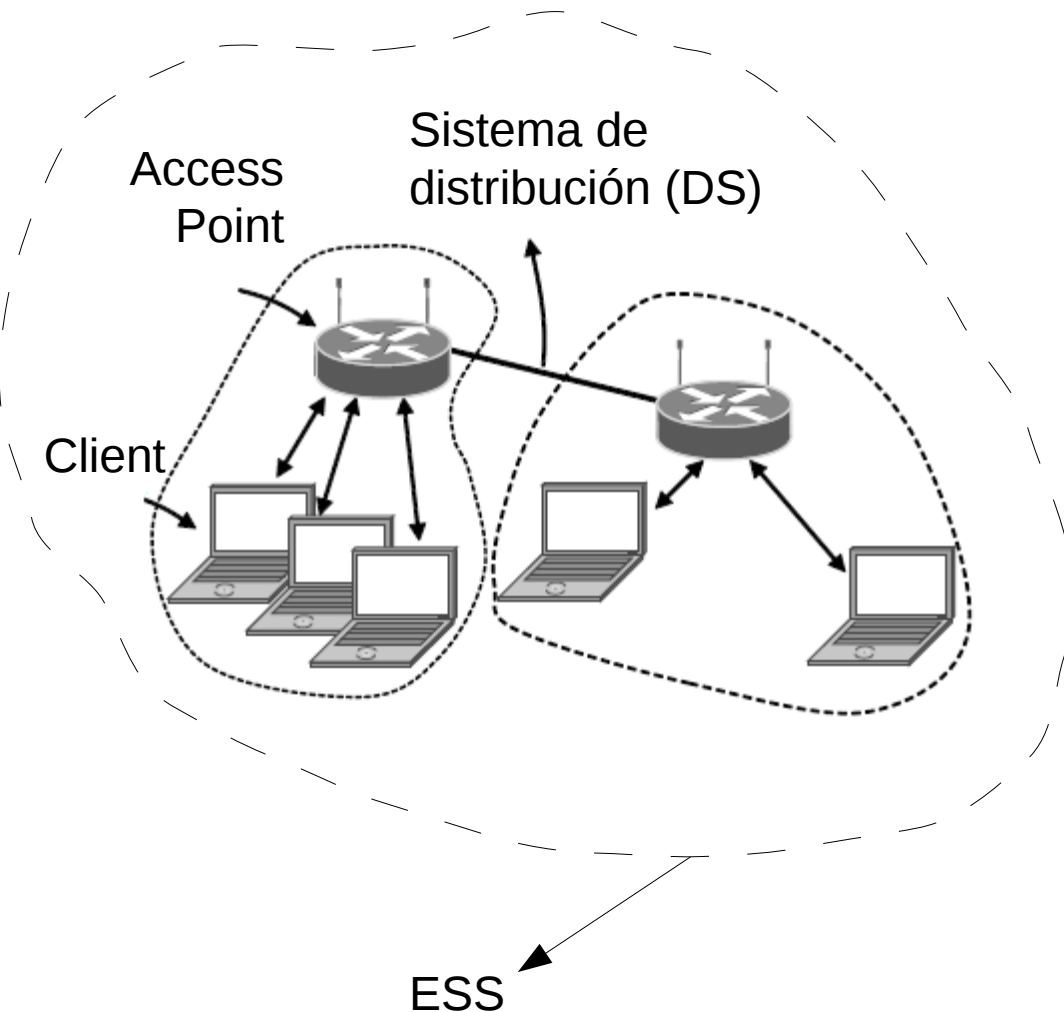 Sistema de
distribución (DS)
Access
Point
Client
ESS